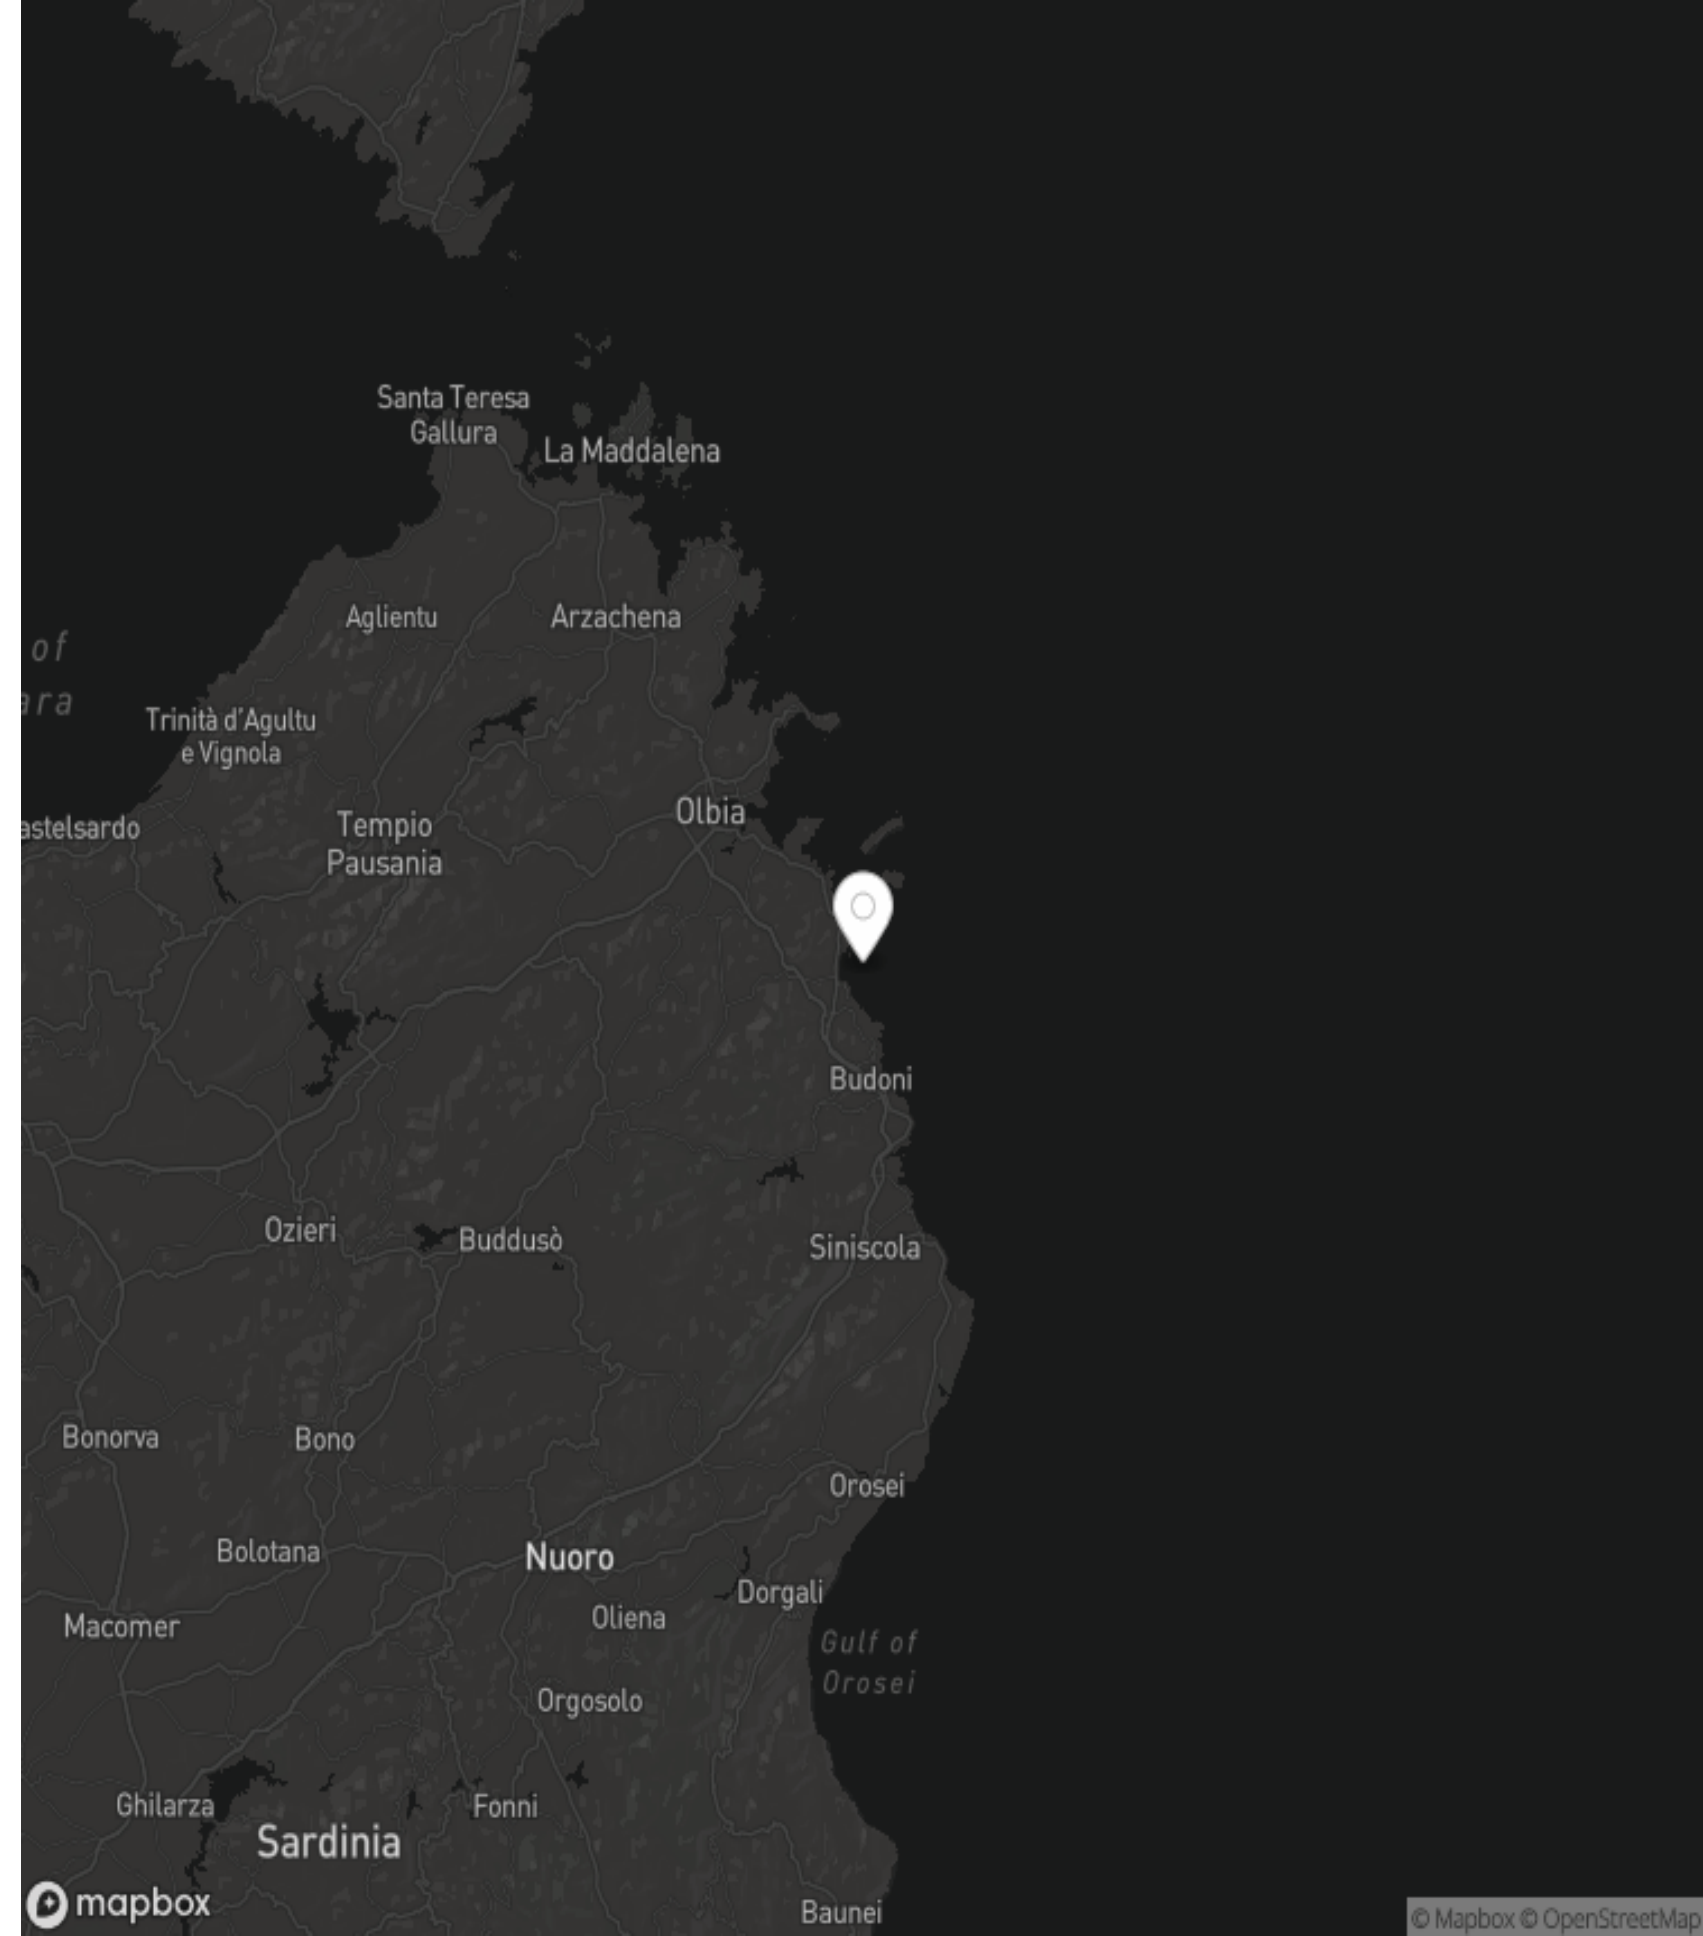 Santa Teresa
Gallura
La Maddalena
Aglientu
Arzachena
of
ara
Trinità d'Agultu
e Vignola
Olbia
astelsardo
Tempio
Pausania
Budoni
Ozieri
Buddusò
Siniscola
Bonorva
Bono
Orosei
Bolotana
Nuoro
Dorgali
Macomer
Oliena
Gulf of
Orosei
Orgosolo
Ghilarza
Fonni
Sardinia
mapbox
Baunei
© Mapbox © OpenStreetMap